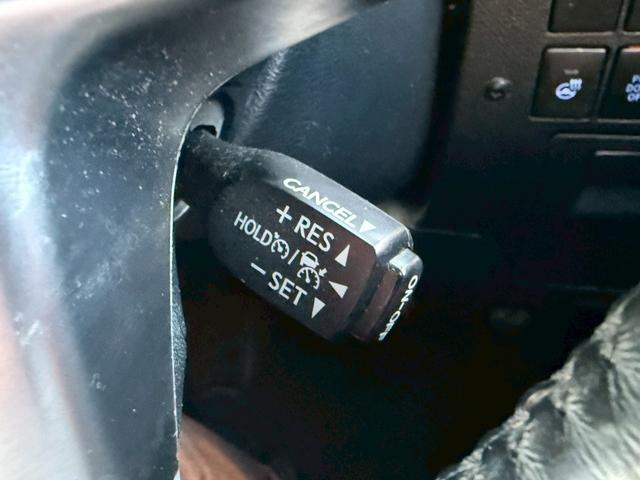 CANCEL▼
+ RES ▲
HOLD /
− SET ▼
ON-OFF